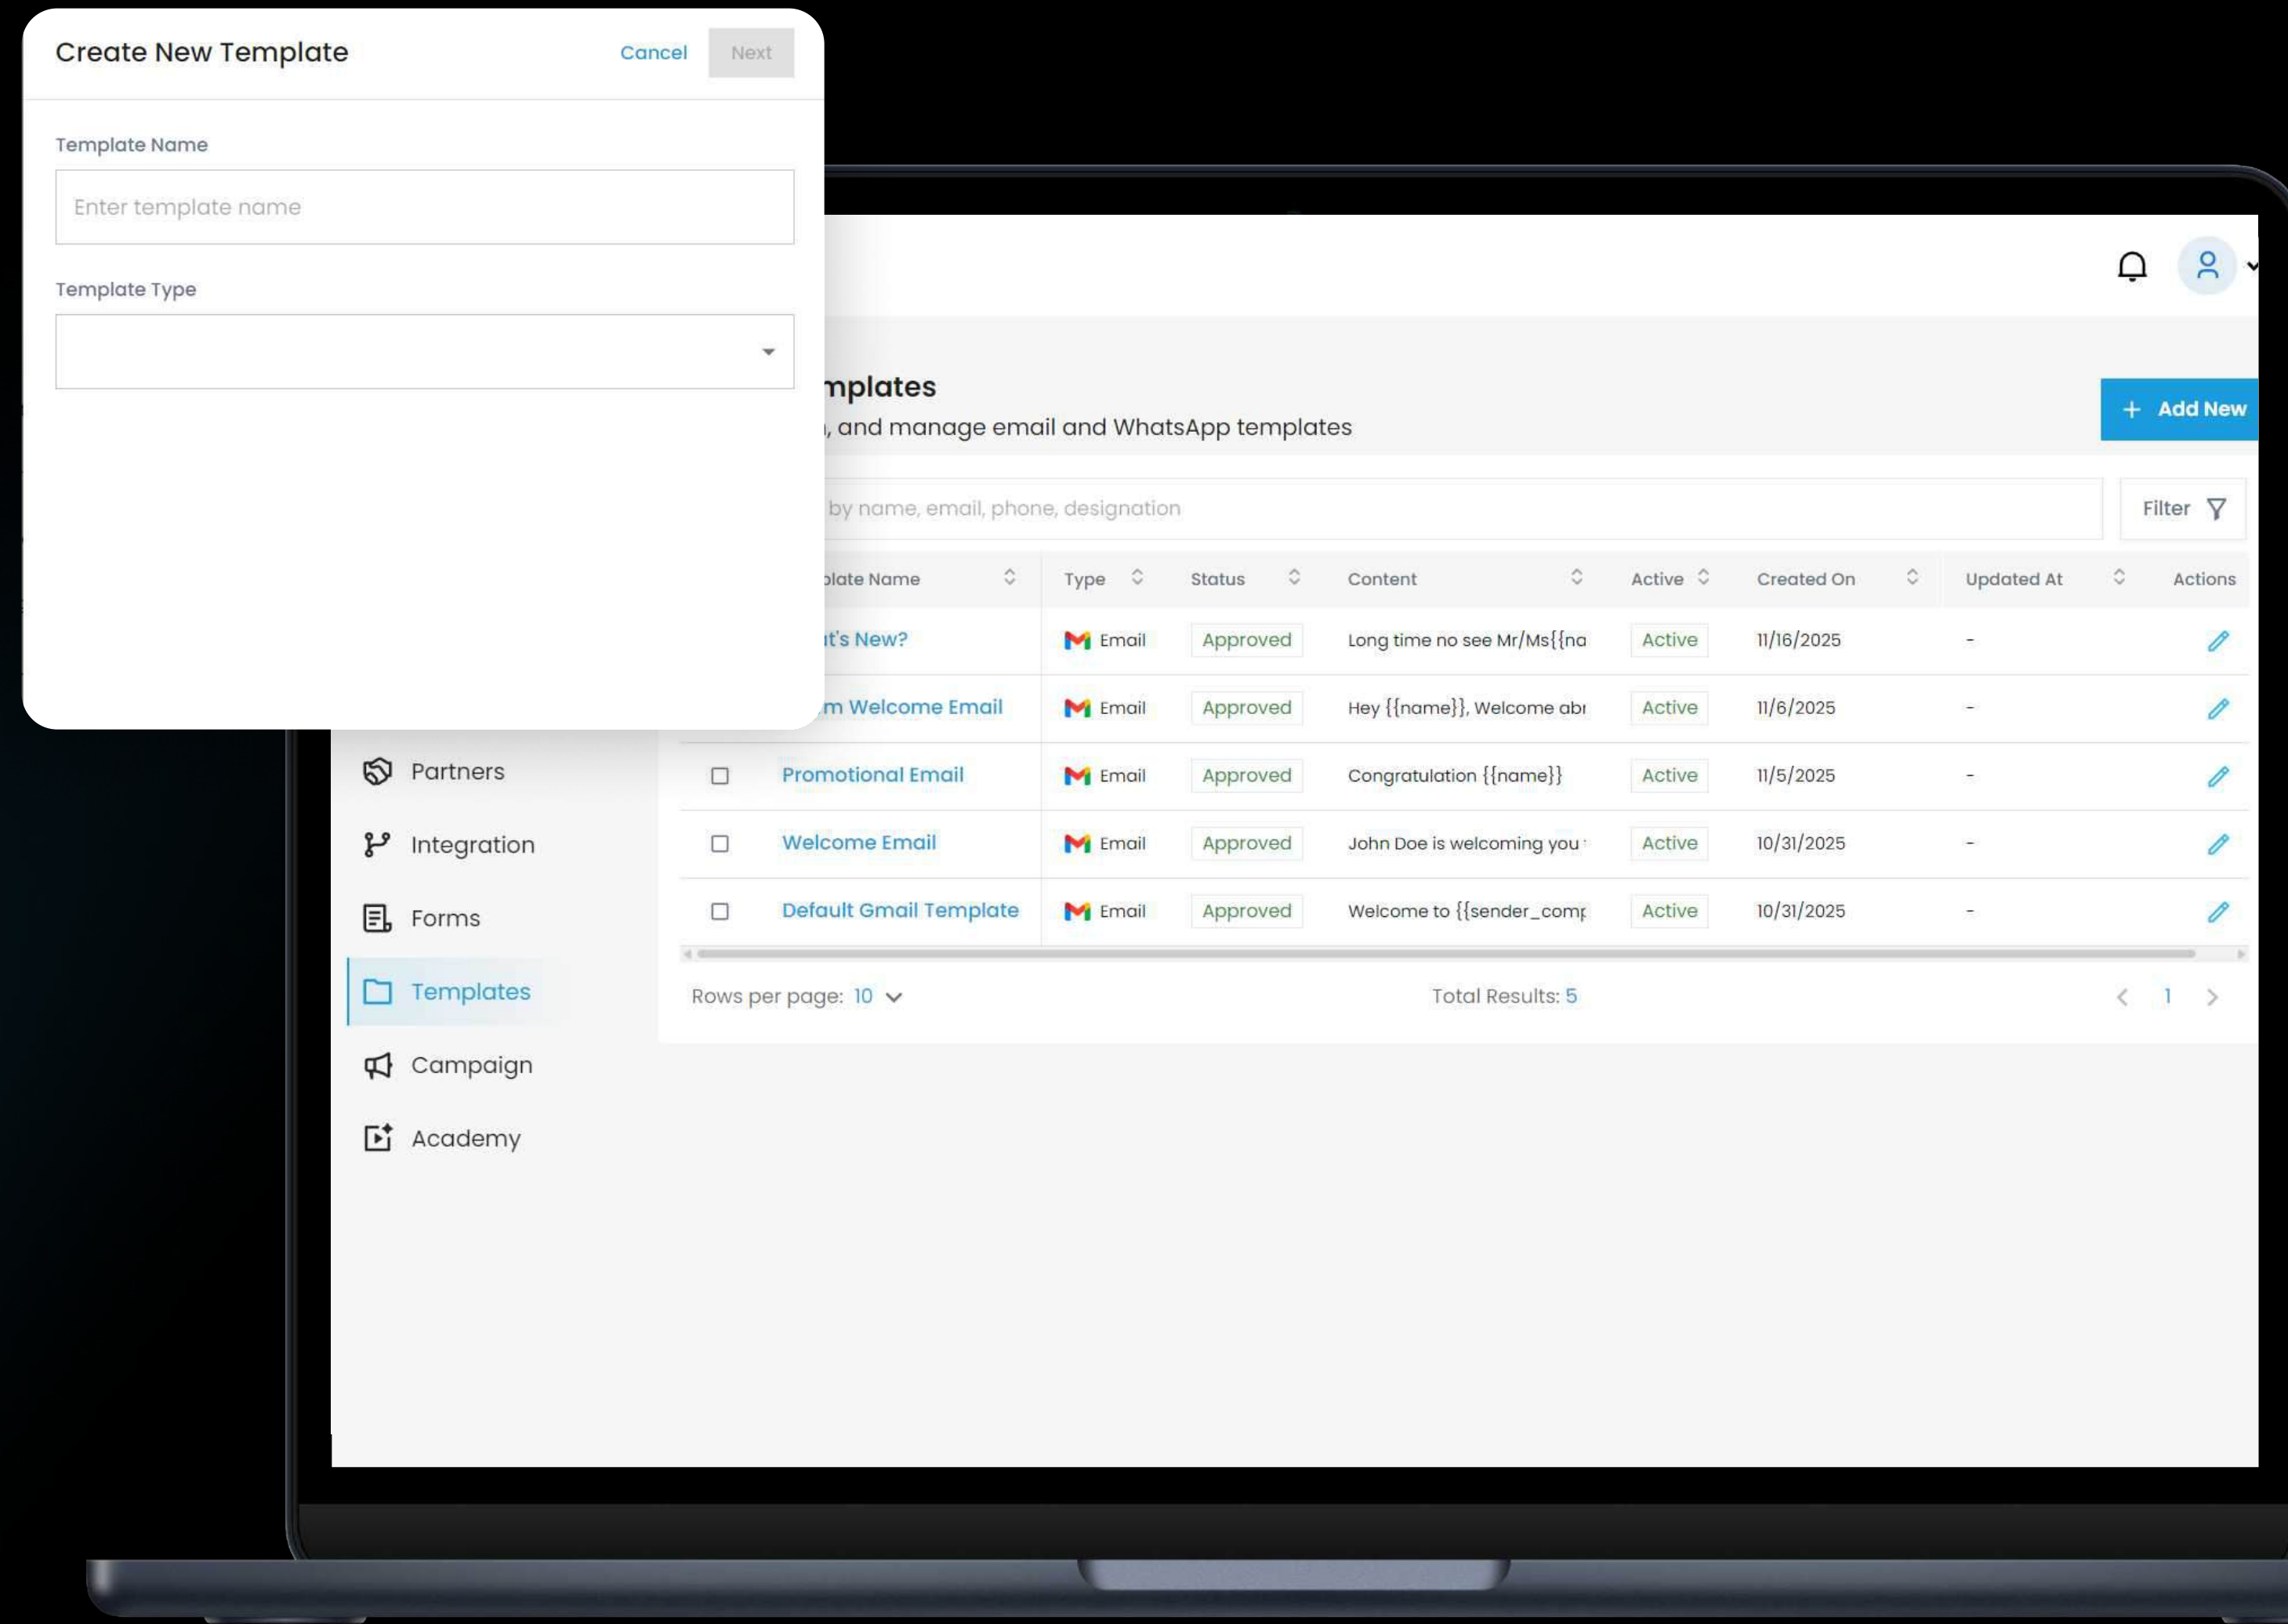 Create New Template
Cancel
Next
Template Name
Enter template name
Template Type
mplates
, and manage email and WhatsApp templates
+ Add New
by name, email, phone, designation
Filter
plate Name Type Status Content Active Created On Updated At Actions
t's New? Email Approved Long time no see Mr/Ms{{na Active 11/16/2025 -
m Welcome Email Email Approved Hey {{name}}, Welcome abr Active 11/6/2025 -
Promotional Email Email Approved Congratulation {{name}} Active 11/5/2025 -
Welcome Email Email Approved John Doe is welcoming you Active 10/31/2025 -
Default Gmail Template Email Approved Welcome to {{sender_comp Active 10/31/2025 -
Rows per page: 10
Total Results: 5
1
Partners
Integration
Forms
Templates
Campaign
Academy